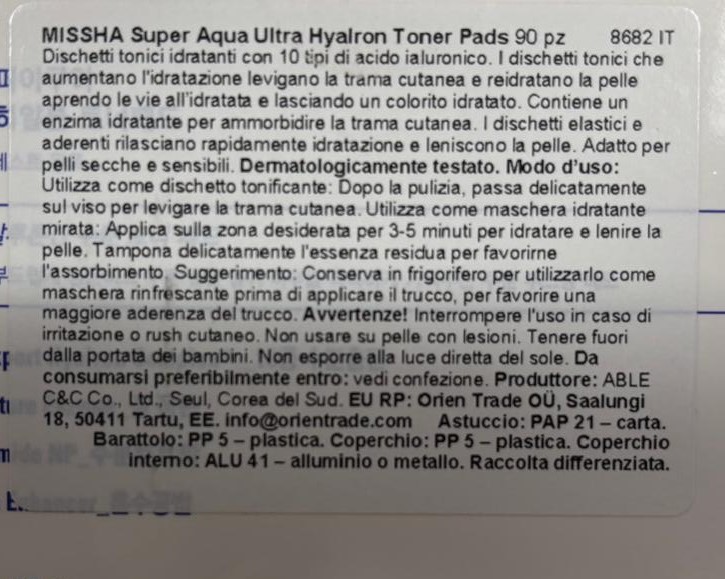 MISSHA Super Aqua Ultra Hyalron Toner Pads 90 pz 8682 IT
Dischetti tonici idratanti con 10 tipi di acido ialuronico. I dischetti tonici che
aumentano l'idratazione levigano la trama cutanea e reidratano la pelle
aprendo le vie all'idratata e lasciando un colorito idratato. Contiene un
enzima idratante per ammorbidire la trama cutanea. I dischetti elastici e
aderenti rilasciano rapidamente idratazione e leniscono la pelle. Adatto per
pelli secche e sensibili. Dermatologicamente testato. Modo d'uso:
Utilizza come dischetto tonificante: Dopo la pulizia, passa delicatamente
sul viso per levigare la trama cutanea. Utilizza come maschera idratante
mirata: Applica sulla zona desiderata per 3-5 minuti per idratare e lenire la
pelle. Tampona delicatamente l'essenza residua per favorirne
l'assorbimento. Suggerimento: Conserva in frigorifero per utilizzarlo come
maschera rinfrescante prima di applicare il trucco, per favorire una
maggiore aderenza del trucco. Avvertenze! Interrompere l'uso in caso di
irritazione o rush cutaneo. Non usare su pelle con lesioni. Tenere fuori
dalla portata dei bambini. Non esporre alla luce diretta del sole. Da
consumarsi preferibilmente entro: vedi confezione. Produttore: ABLE
C&C Co., Ltd., Seul, Corea del Sud. EU RP: Orien Trade OÜ, Saalungi
18, 50411 Tartu, EE. info@orientrade.com Astuccio: PAP 21 – carta.
Barattolo: PP 5 – plastica. Coperchio: PP 5 – plastica. Coperchio
interno: ALU 41 – alluminio o metallo. Raccolta differenziata.